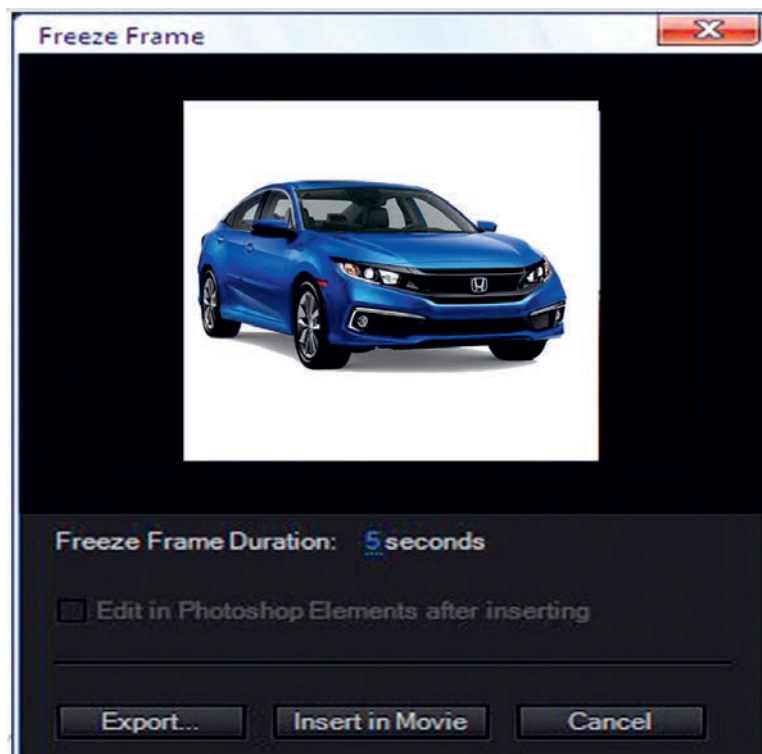 Freeze Frame
Freeze Frame Duration: 5 seconds
Edit in Photoshop Elements after inserting
Export... Insert in Movie Cancel